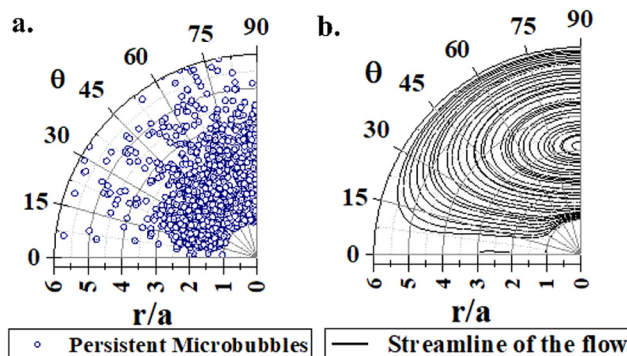 a.
90
75
60
θ
45
30
15
0
6 5 4 3 2 1 0
r/a
Persistent Microbubbles
b.
90
75
60
θ
45
30
15
0
6 5 4 3 2 1 0
r/a
Streamline of the flow